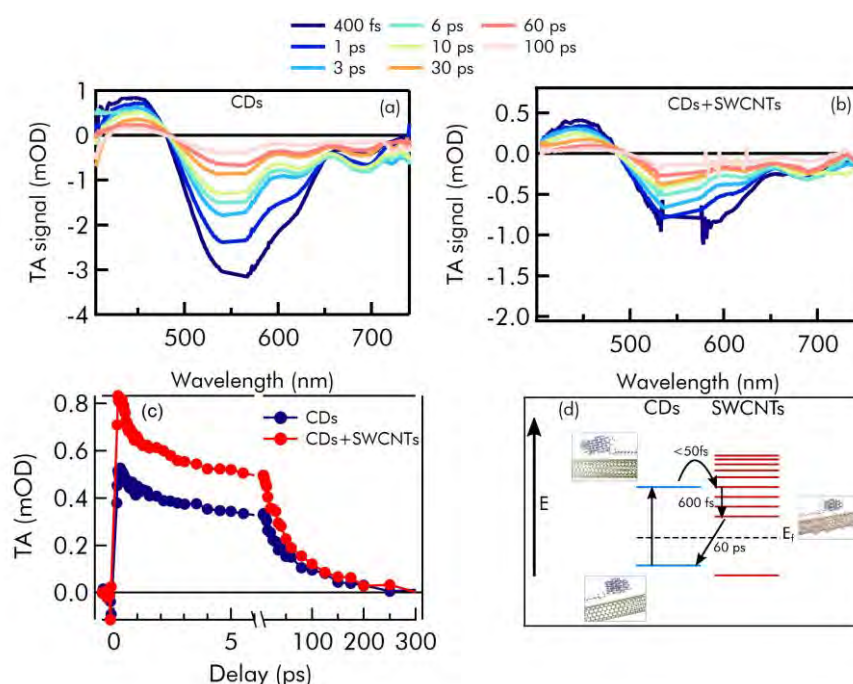 400 fs 6 ps 60 ps
1 ps 10 ps 100 ps
3 ps 30 ps
CDs (a)
1
0
-1
-2
-3
-4
TA signal (mOD)
500 600 700
Wavelength (nm)
CDs+SWCNTs (b)
0.5
0.0
-0.5
-1.0
-1.5
-2.0
TA signal (mOD)
500 600 700
Wavelength (nm)
(c)
CDs
CDs+SWCNTs
0.8
0.6
0.4
0.2
0.0
TA (mOD)
0 5 100 200 300
Delay (ps)
(d)
CDs SWCNTs
<50fs
600 fs
E
E_f
60 ps